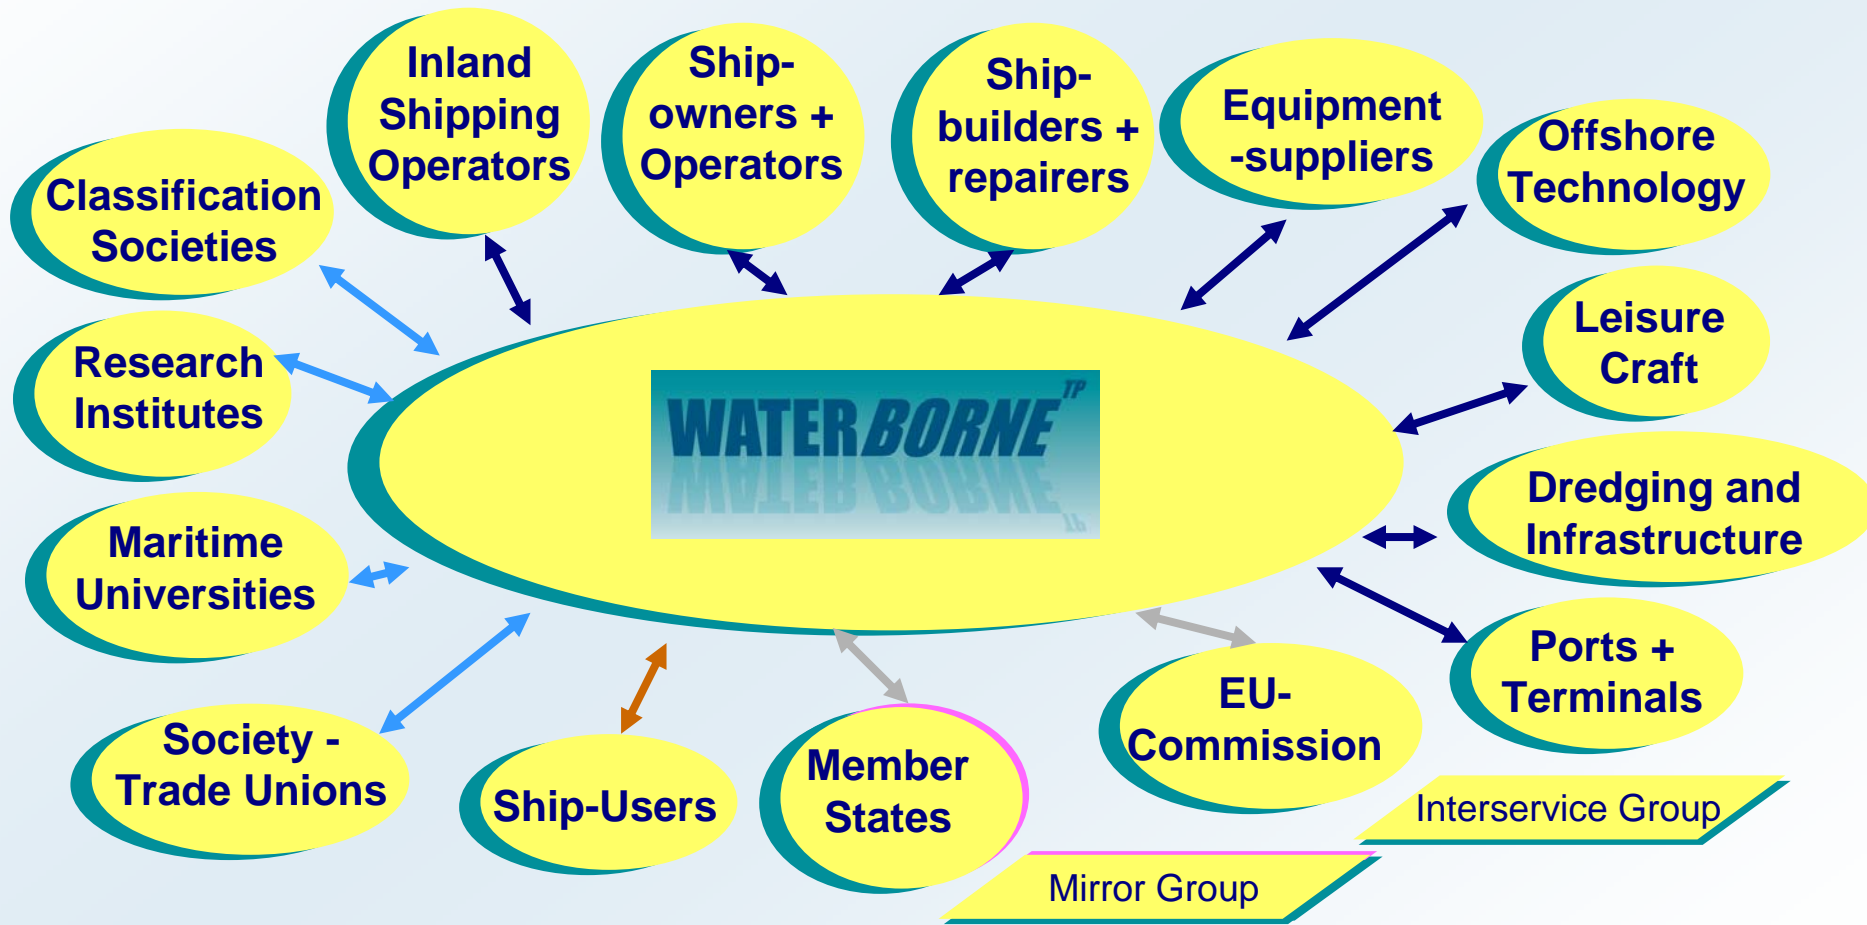 Inland
Shipping
Operators
Ship-
owners +
Operators
Ship-
builders +
repairers
Equipment
-suppliers
Offshore
Technology
Classification
Societies
Leisure
Craft
Research
Institutes
WATERBORNE TP
Dredging and
Infrastructure
Maritime
Universities
Ports +
Terminals
EU-
Commission
Society -
Trade Unions
Member
States
Ship-Users
Interservice Group
Mirror Group